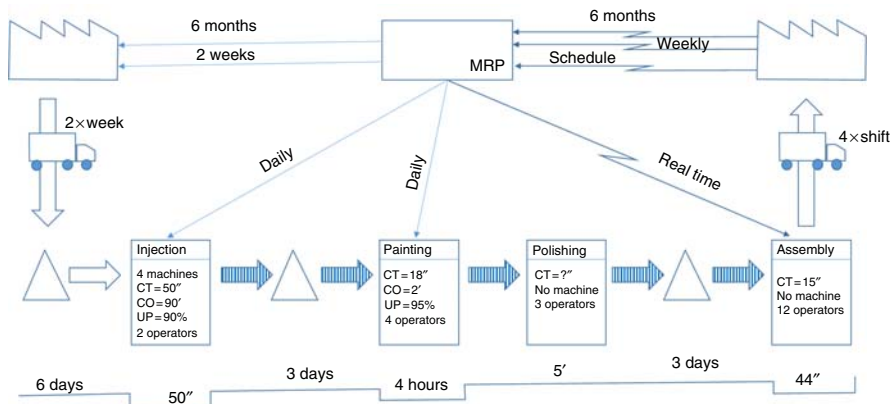 6 months
6 months
2 weeks
MRP
Weekly
Schedule
2×week
4×shift
Daily
Daily
Real time
Injection
4 machines
CT=50″
CO=90′
UP=90%
2 operators
Painting
CT=18″
CO=2′
UP=95%
4 operators
Polishing
CT=?″
No machine
3 operators
Assembly
CT=15″
No machine
12 operators
6 days
50″
3 days
4 hours
5′
3 days
44″